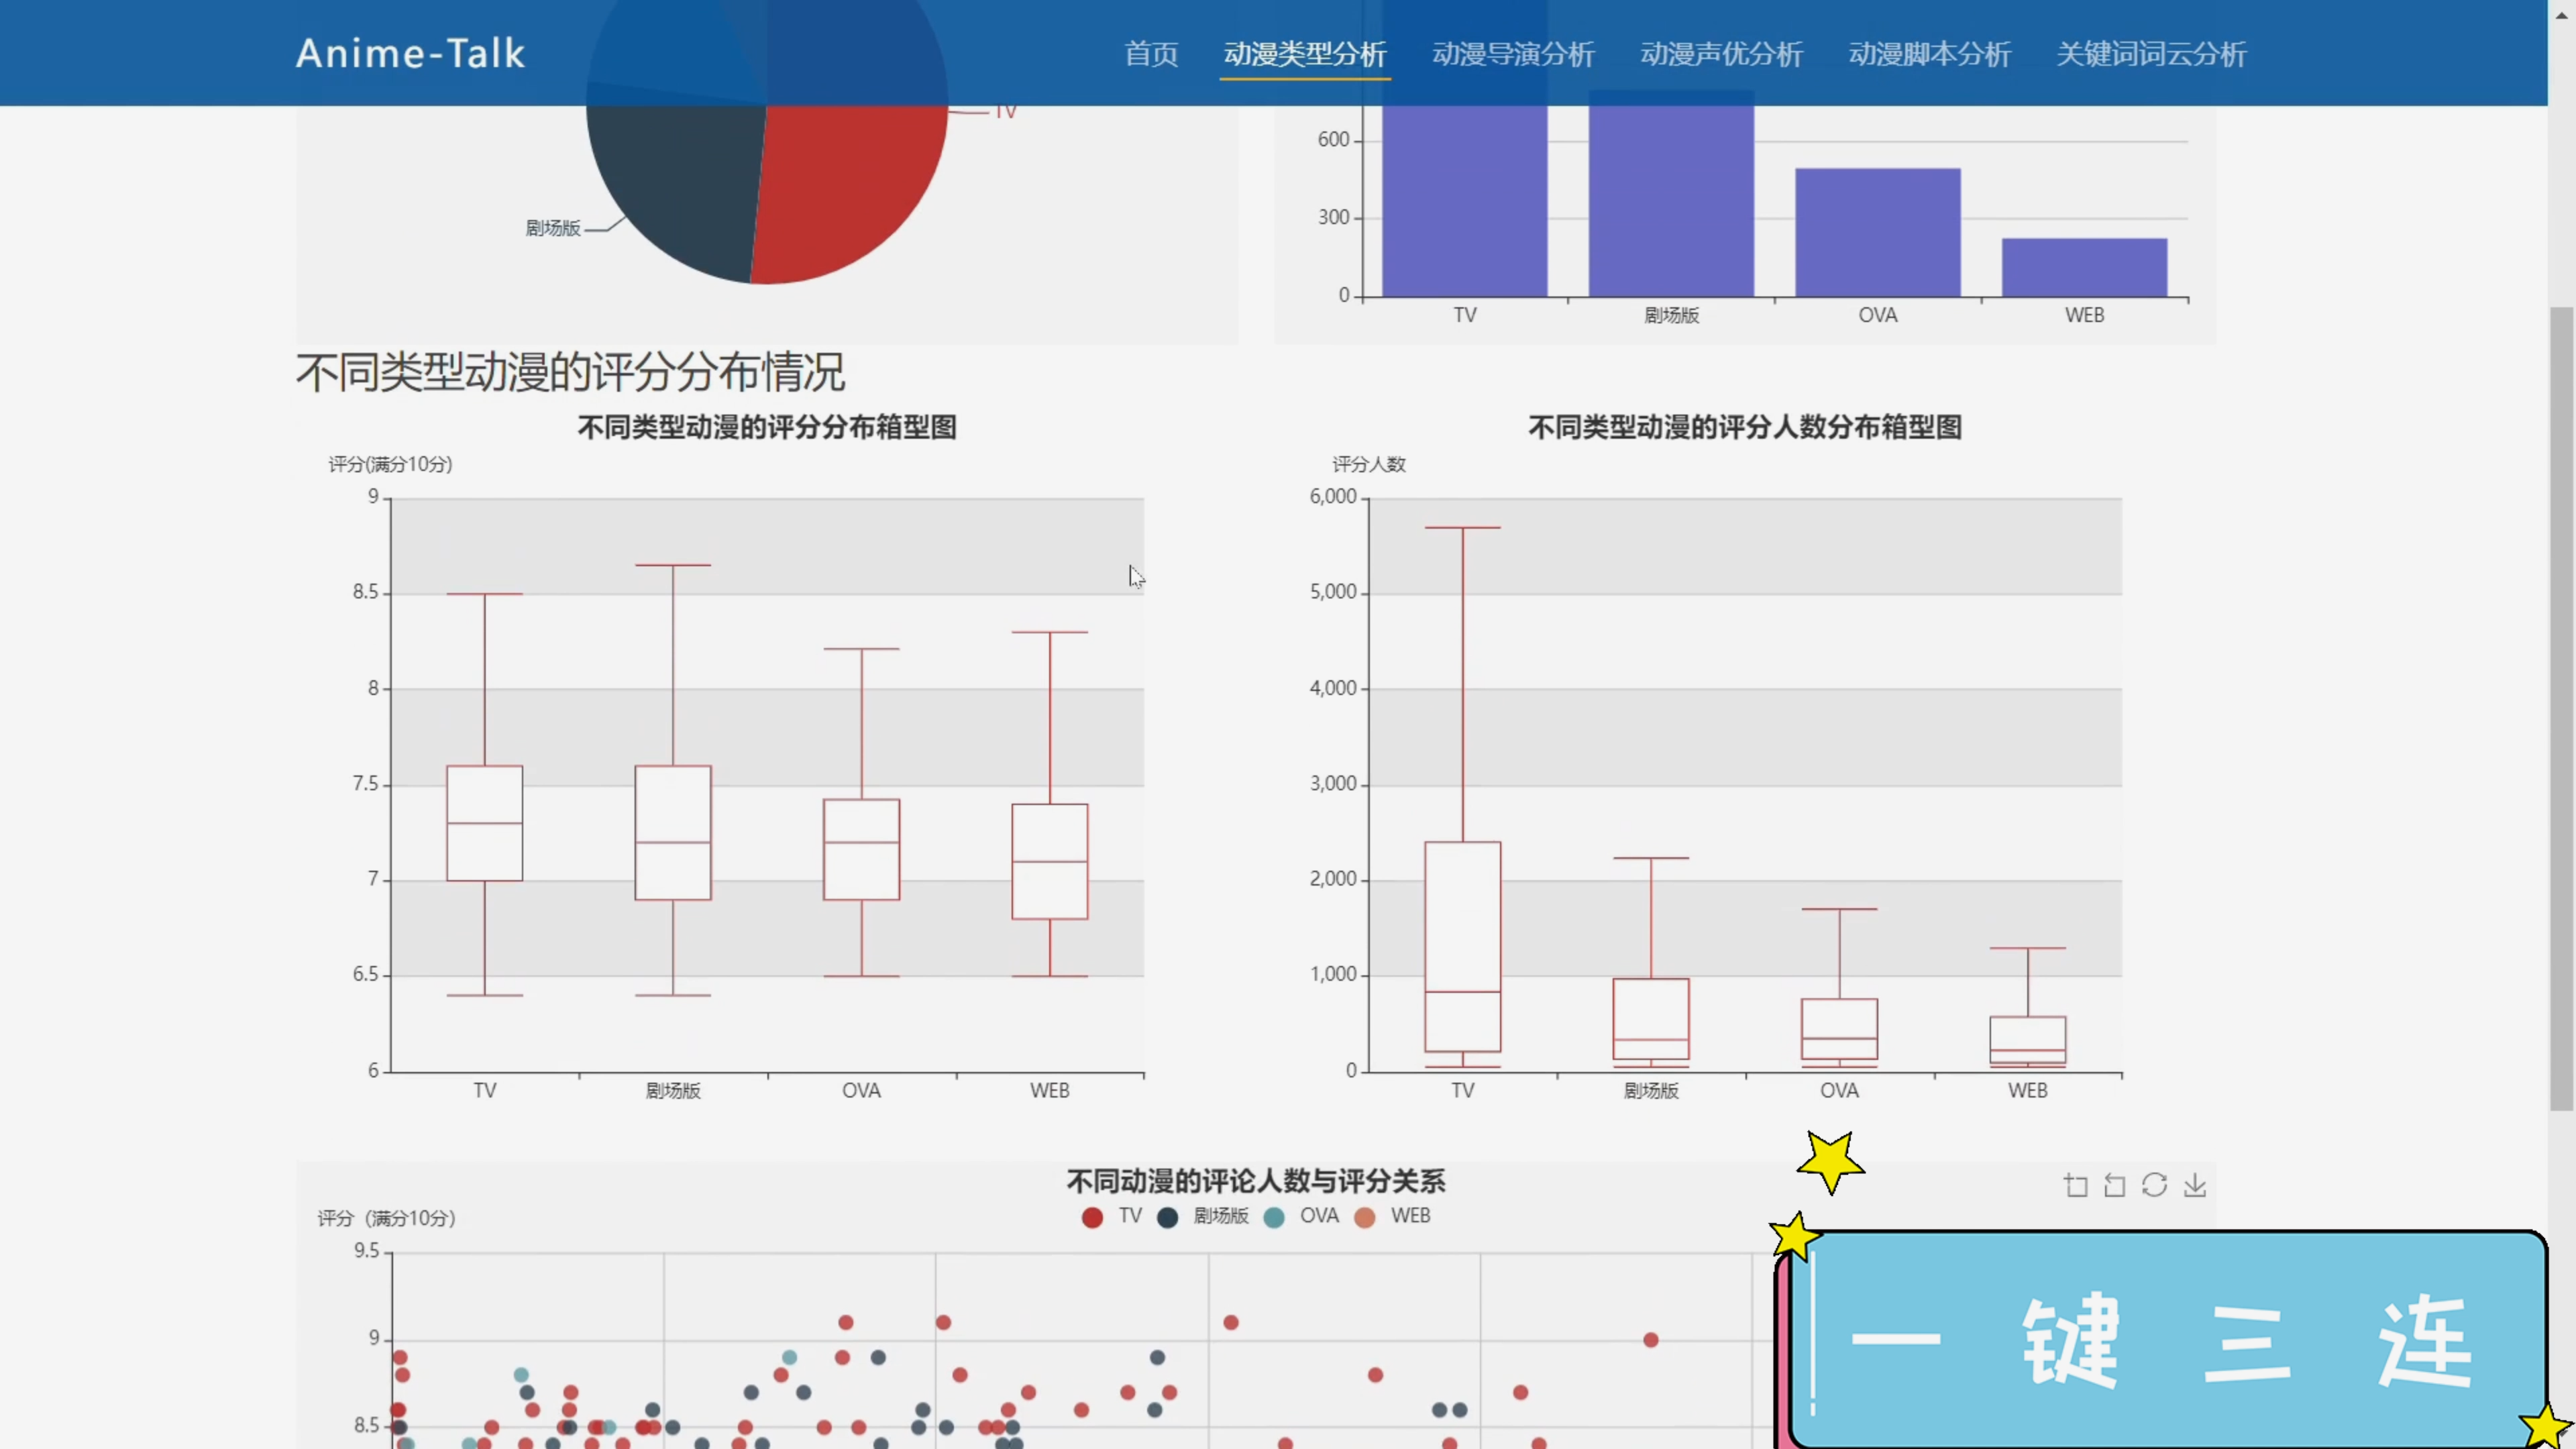 Anime-Talk
首页 动漫类型分析 动漫导演分析 动漫声优分析 动漫脚本分析 关键词词云分析
TV
剧场版
600
300
0
TV 剧场版 OVA WEB
不同类型动漫的评分分布情况
不同类型动漫的评分分布箱型图
评分(满分10分)
9
8.5
8
7.5
7
6.5
6
TV 剧场版 OVA WEB
不同类型动漫的评分人数分布箱型图
评分人数
6,000
5,000
4,000
3,000
2,000
1,000
0
TV 剧场版 OVA WEB
不同动漫的评论人数与评分关系
TV 剧场版 OVA WEB
评分（满分10分）
9.5
9
8.5
一键三连